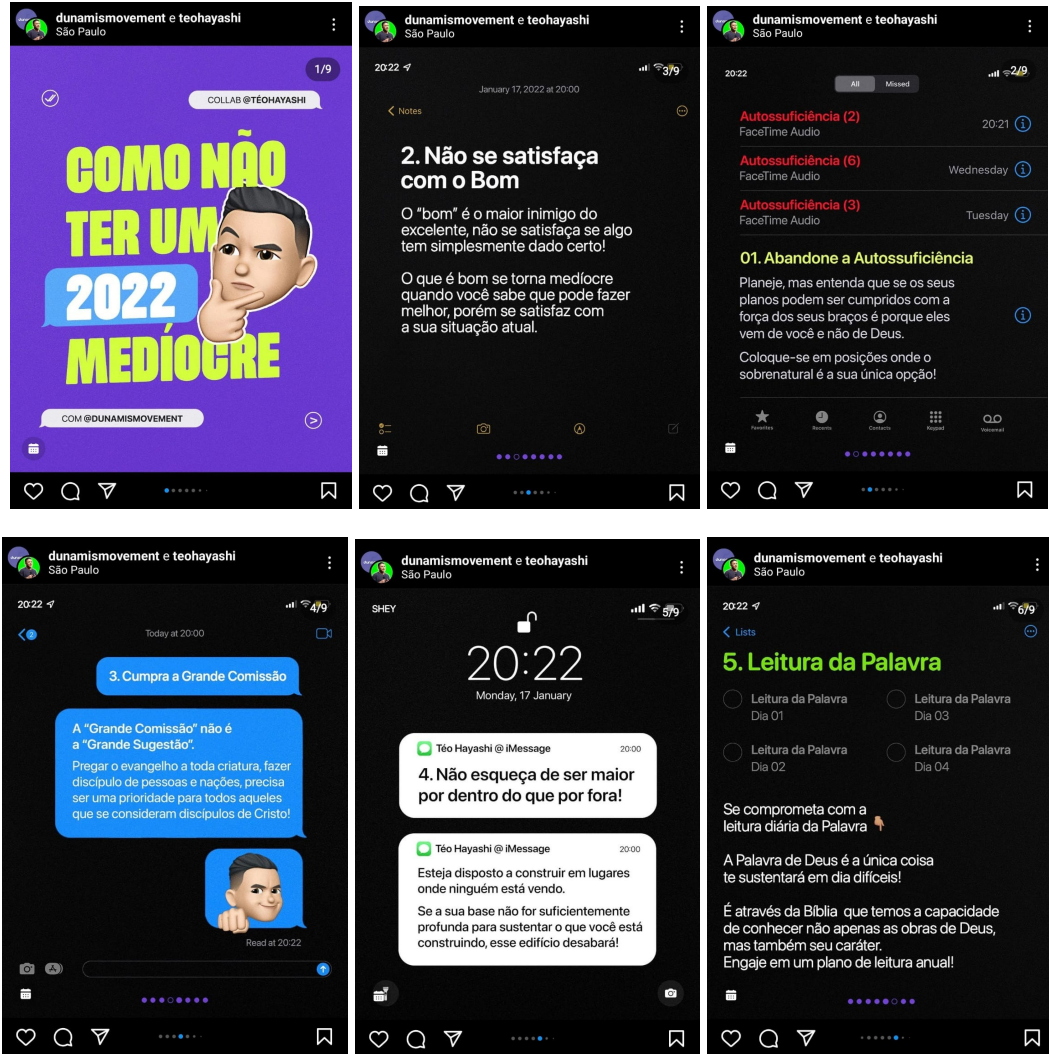 dunamismovement e teohayashi
São Paulo
1/9
COLLAB @TÉOHAYASHI
COMO NÃO
TER UM
2022
MEDÍOCRE
COM @DUNAMISMOVEMENT
dunamismovement e teohayashi
São Paulo
20:22
3/9
January 17, 2022 at 20:00
Notes
2. Não se satisfaça
com o Bom
O “bom” é o maior inimigo do
excelente, não se satisfaça se algo
tem simplesmente dado certo!
O que é bom se torna medíocre
quando você sabe que pode fazer
melhor, porém se satisfaz com
a sua situação atual.
dunamismovement e teohayashi
São Paulo
20:22
2/9
All Missed
Autossuficiência (2)
FaceTime Audio
20:21
Autossuficiência (6)
FaceTime Audio
Wednesday
Autossuficiência (3)
FaceTime Audio
Tuesday
01. Abandone a Autossuficiência
Planeje, mas entenda que se os seus
planos podem ser cumpridos com a
força dos seus braços é porque eles
vem de você e não de Deus.
Coloque-se em posições onde o
sobrenatural é a sua única opção!
Favorites Recents Contacts Keypad Voicemail
dunamismovement e teohayashi
São Paulo
20:22
4/9
2
Today at 20:00
3. Cumpra a Grande Comissão
A “Grande Comissão” não é
a “Grande Sugestão”.
Pregar o evangelho a toda criatura, fazer
discípulo de pessoas e nações, precisa
ser uma prioridade para todos aqueles
que se consideram discípulos de Cristo!
Read at 20:22
dunamismovement e teohayashi
São Paulo
SHEY
5/9
20:22
Monday, 17 January
Téo Hayashi @ iMessage 20:00
4. Não esqueça de ser maior
por dentro do que por fora!
Téo Hayashi @ iMessage 20:00
Esteja disposto a construir em lugares
onde ninguém está vendo.
Se a sua base não for suficientemente
profunda para sustentar o que você está
construindo, esse edifício desabará!
dunamismovement e teohayashi
São Paulo
20:22
6/9
Lists
5. Leitura da Palavra
Leitura da Palavra
Dia 01
Leitura da Palavra
Dia 03
Leitura da Palavra
Dia 02
Leitura da Palavra
Dia 04
Se comprometa com a
leitura diária da Palavra 👇🏽
A Palavra de Deus é a única coisa
te sustentará em dia difíceis!
É através da Bíblia que temos a capacidade
de conhecer não apenas as obras de Deus,
mas também seu caráter.
Engaje em um plano de leitura anual!